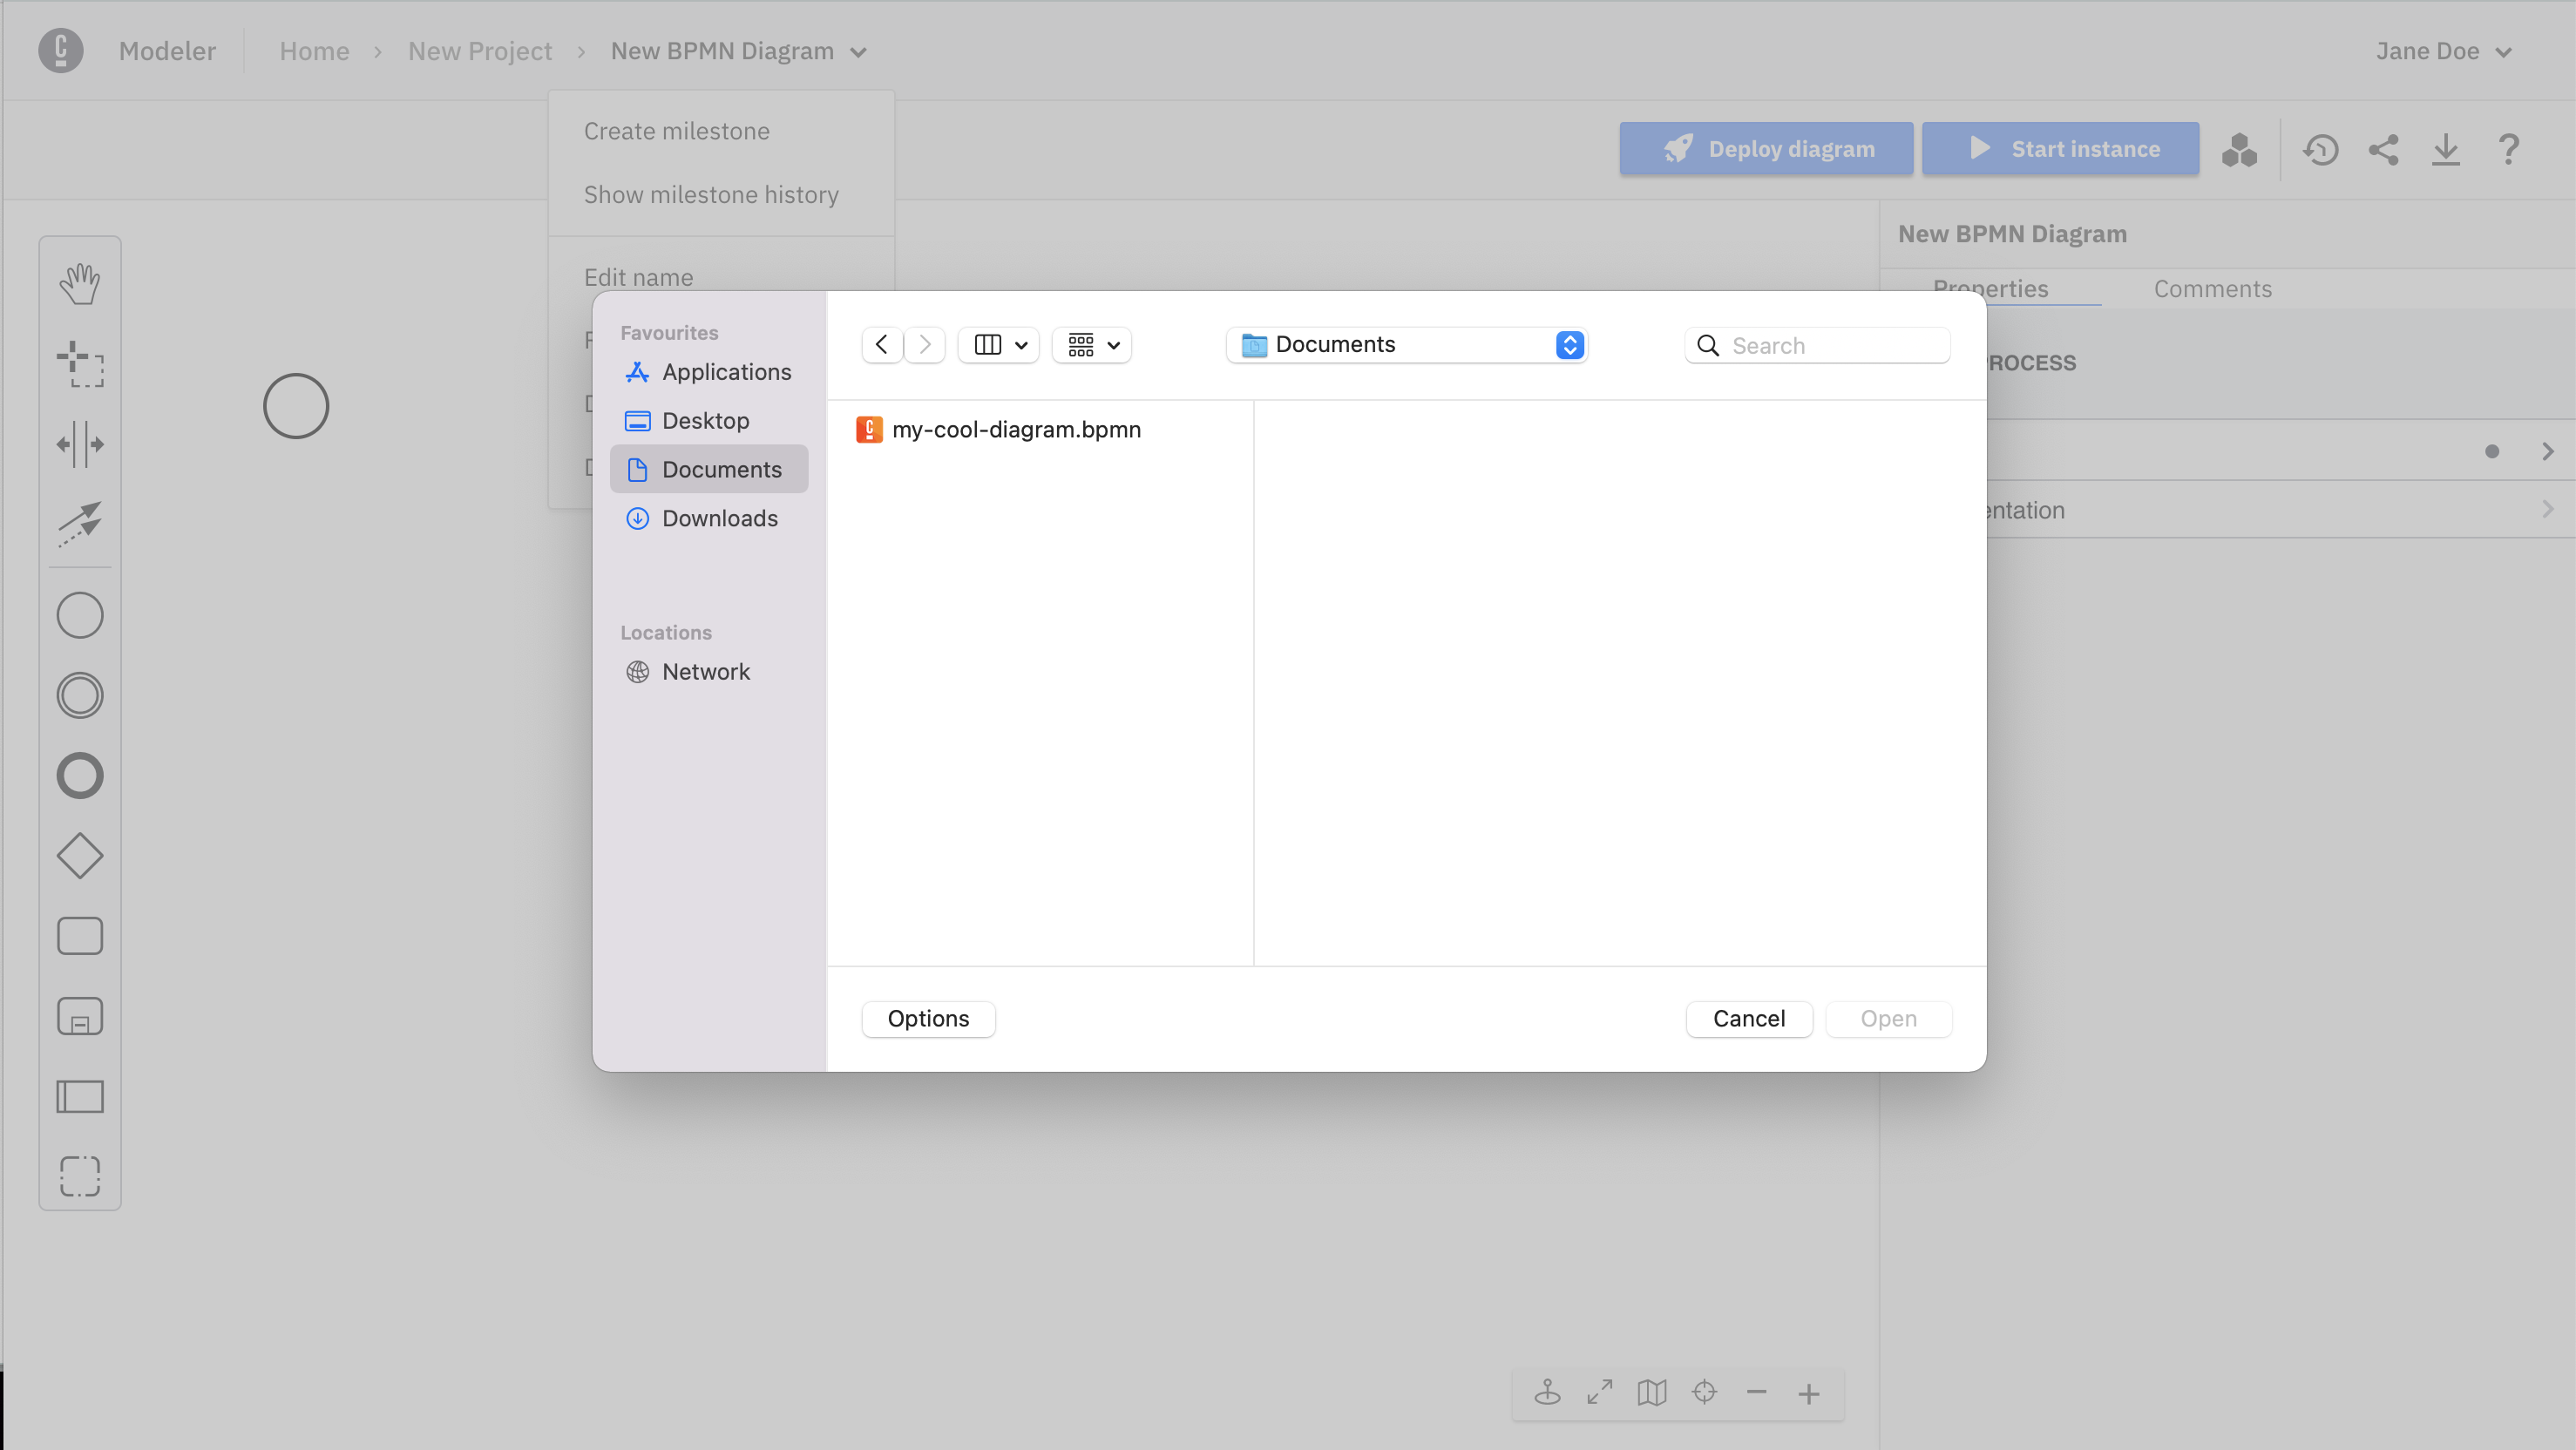 Modeler Home New Project New BPMN Diagram Jane Doe
Create milestone
Show milestone history
Edit name
Deploy diagram Start instance ?
New BPMN Diagram
Properties Comments
ROCESS
entation
Favourites
Applications
Desktop
Documents
Downloads
Locations
Network
Documents
Search
my-cool-diagram.bpmn
Options Cancel Open